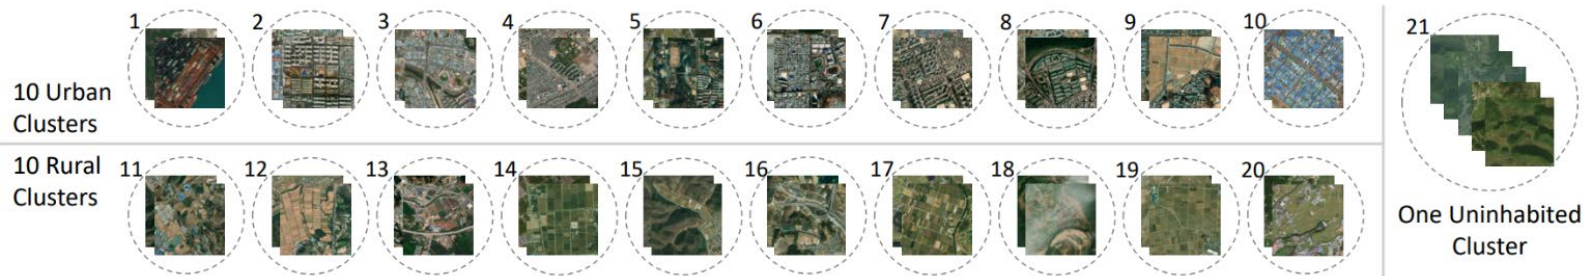 1 2 3 4 5 6 7 8 9 10
10 Urban
Clusters
10 Rural
Clusters
11 12 13 14 15 16 17 18 19 20
21
One Uninhabited
Cluster